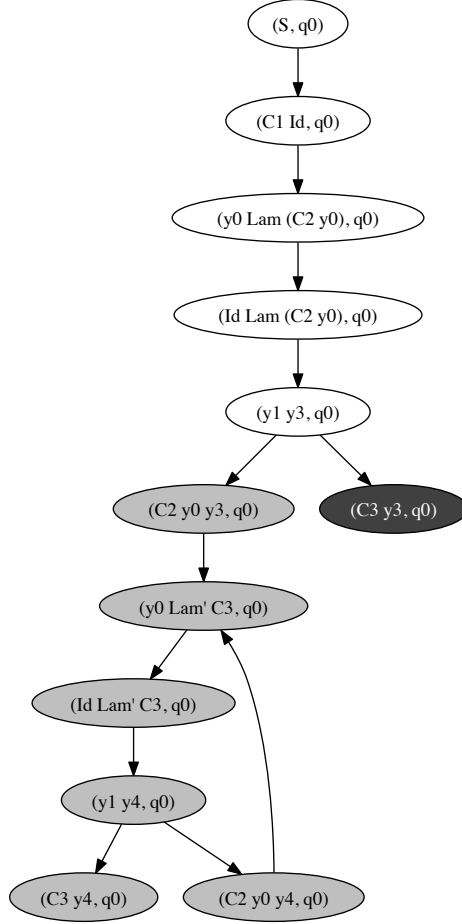 (S, q0)
(C1 Id, q0)
(y0 Lam (C2 y0), q0)
(Id Lam (C2 y0), q0)
(y1 y3, q0)
(C2 y0 y3, q0)
(C3 y3, q0)
(y0 Lam' C3, q0)
(Id Lam' C3, q0)
(y1 y4, q0)
(C3 y4, q0)
(C2 y0 y4, q0)